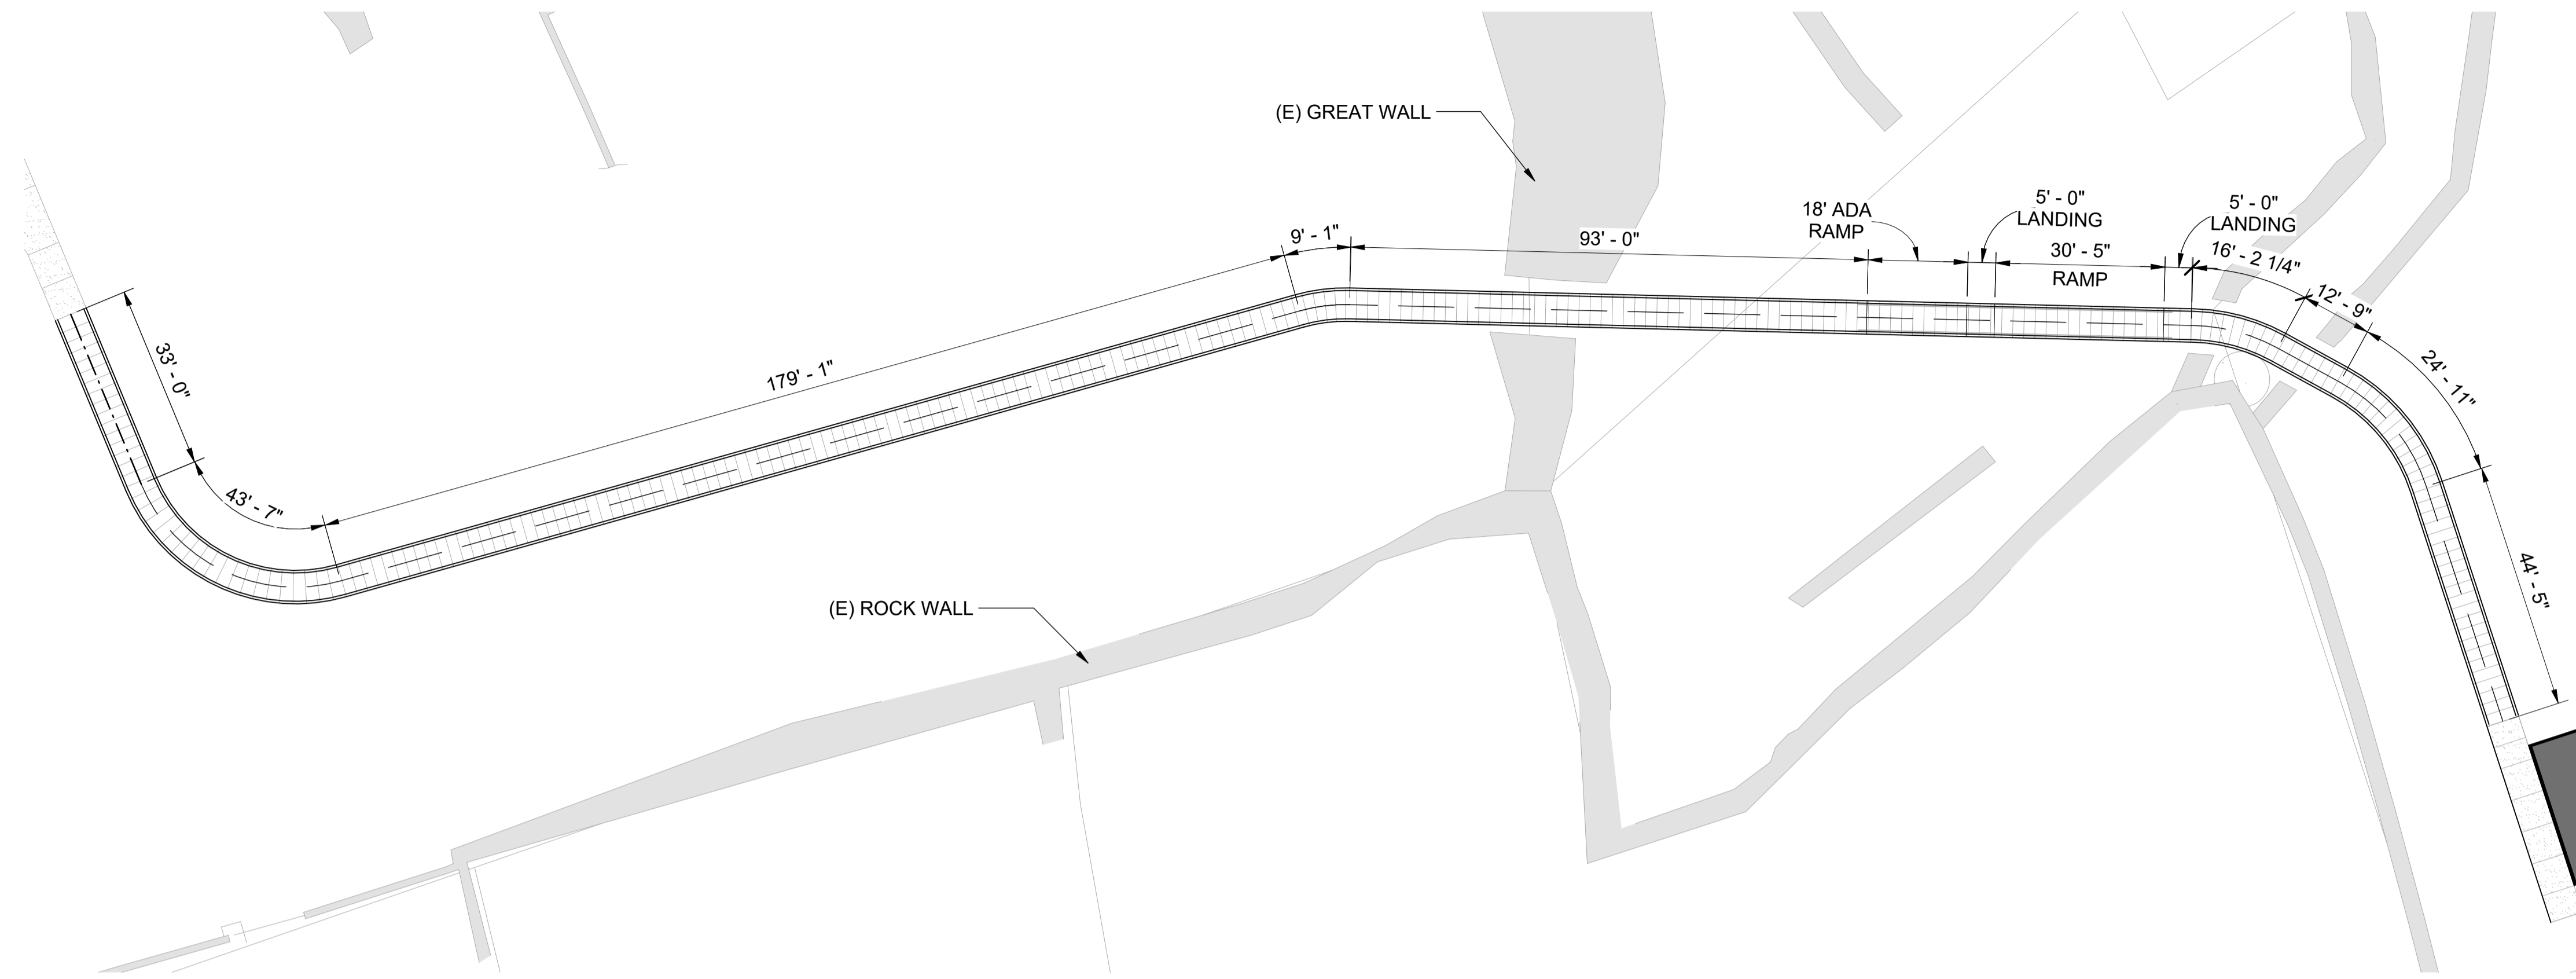 (E) GREAT WALL
5' - 0"
LANDING
5' - 0"
LANDING
18' ADA
RAMP
9' - 1"
93' - 0"
30' - 5"
RAMP
16' - 2 1/4"
12' - 9"
24' - 11"
33' - 0"
179' - 1"
43' - 7"
44' - 5"
(E) ROCK WALL